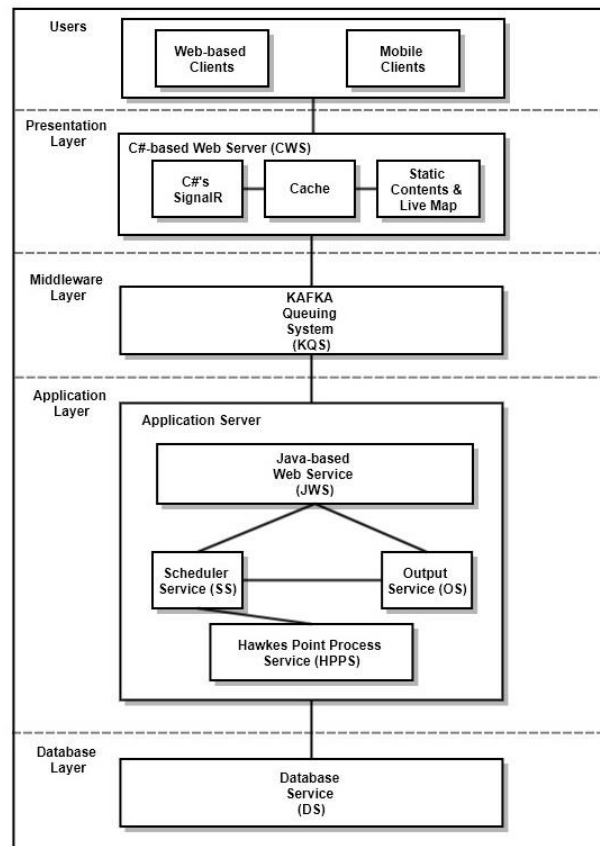 Users
Web-based
Clients
Mobile
Clients
Presentation
Layer
C#-based Web Server (CWS)
C#'s
SignalR
Cache
Static
Contents &
Live Map
Middleware
Layer
KAFKA
Queuing
System
(KQS)
Application
Layer
Application Server
Java-based
Web Service
(JWS)
Scheduler
Service (SS)
Output
Service (OS)
Hawkes Point Process
Service (HPPS)
Database
Layer
Database
Service
(DS)